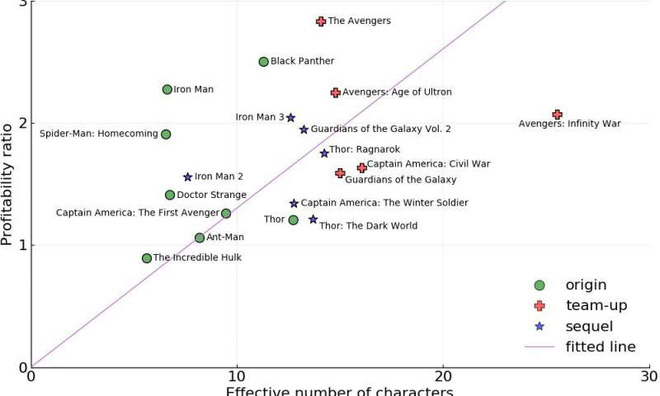 3
The Avengers
Black Panther
Iron Man
Avengers: Age of Ultron
Iron Man 3
Avengers: Infinity War
2
Guardians of the Galaxy Vol. 2
Spider-Man: Homecoming
Thor: Ragnarok
Captain America: Civil War
Iron Man 2
Guardians of the Galaxy
Doctor Strange
Captain America: The Winter Soldier
Captain America: The First Avenger
Thor
Thor: The Dark World
Ant-Man
1
The Incredible Hulk
Profitability ratio
origin
team-up
sequel
fitted line
0
0 10 20 30
Effective number of characters